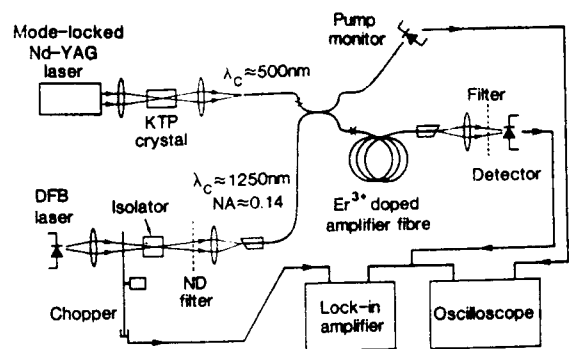 Mode-locked
Nd-YAG
laser
KTP
crystal
λc≈500nm
Pump
monitor
Filter
Detector
Er³⁺ doped
amplifier fibre
λc≈1250nm
NA≈0.14
DFB
laser
Isolator
ND
filter
Chopper
Lock-in
amplifier
Oscilloscope